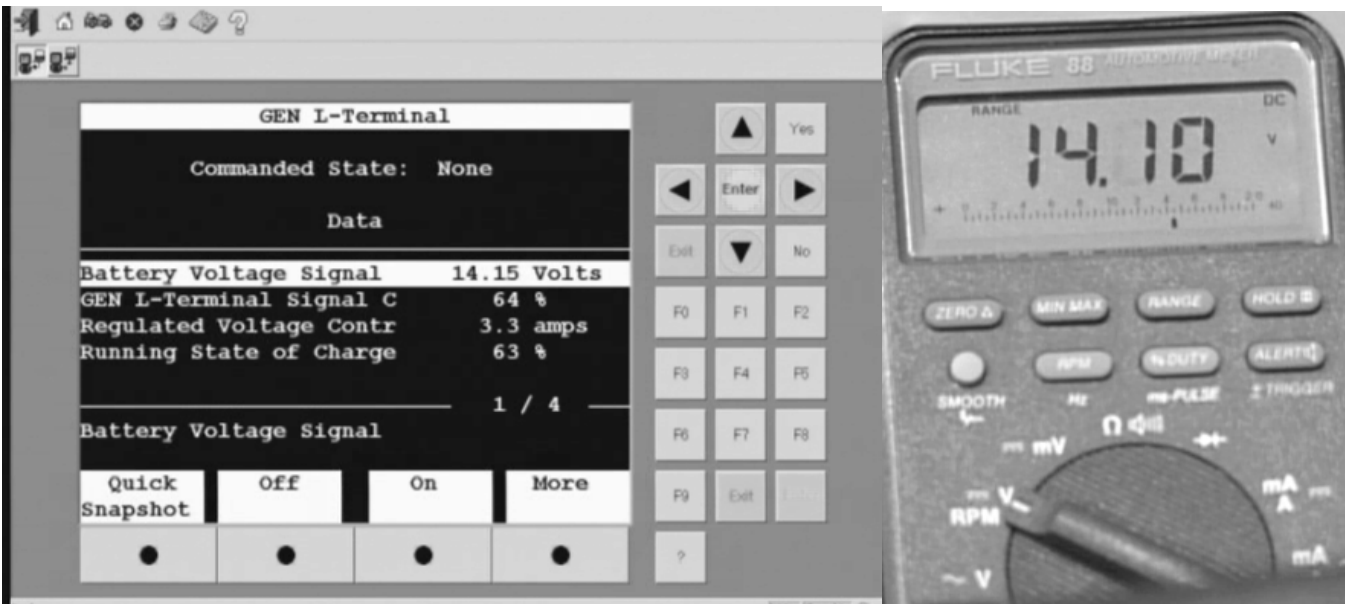 GEN L-Terminal
Commanded State: None
Data
Battery Voltage Signal 14.15 Volts
GEN L-Terminal Signal C 64 %
Regulated Voltage Contr 3.3 amps
Running State of Charge 63 %
1 / 4
Battery Voltage Signal
Quick Snapshot
Off
On
More
Yes
Enter
Exit
No
F0 F1 F2
F3 F4 F5
F6 F7 F8
F9 Exit
?
FLUKE 88 AUTOMOTIVE METER
RANGE DC
14.10 V
ZERO Δ MIN MAX RANGE HOLD
RPM % DUTY ALERT
SMOOTH Hz ms-PULSE ± TRIGGER
mV Ω
V
RPM
mA
A
mA
~ V